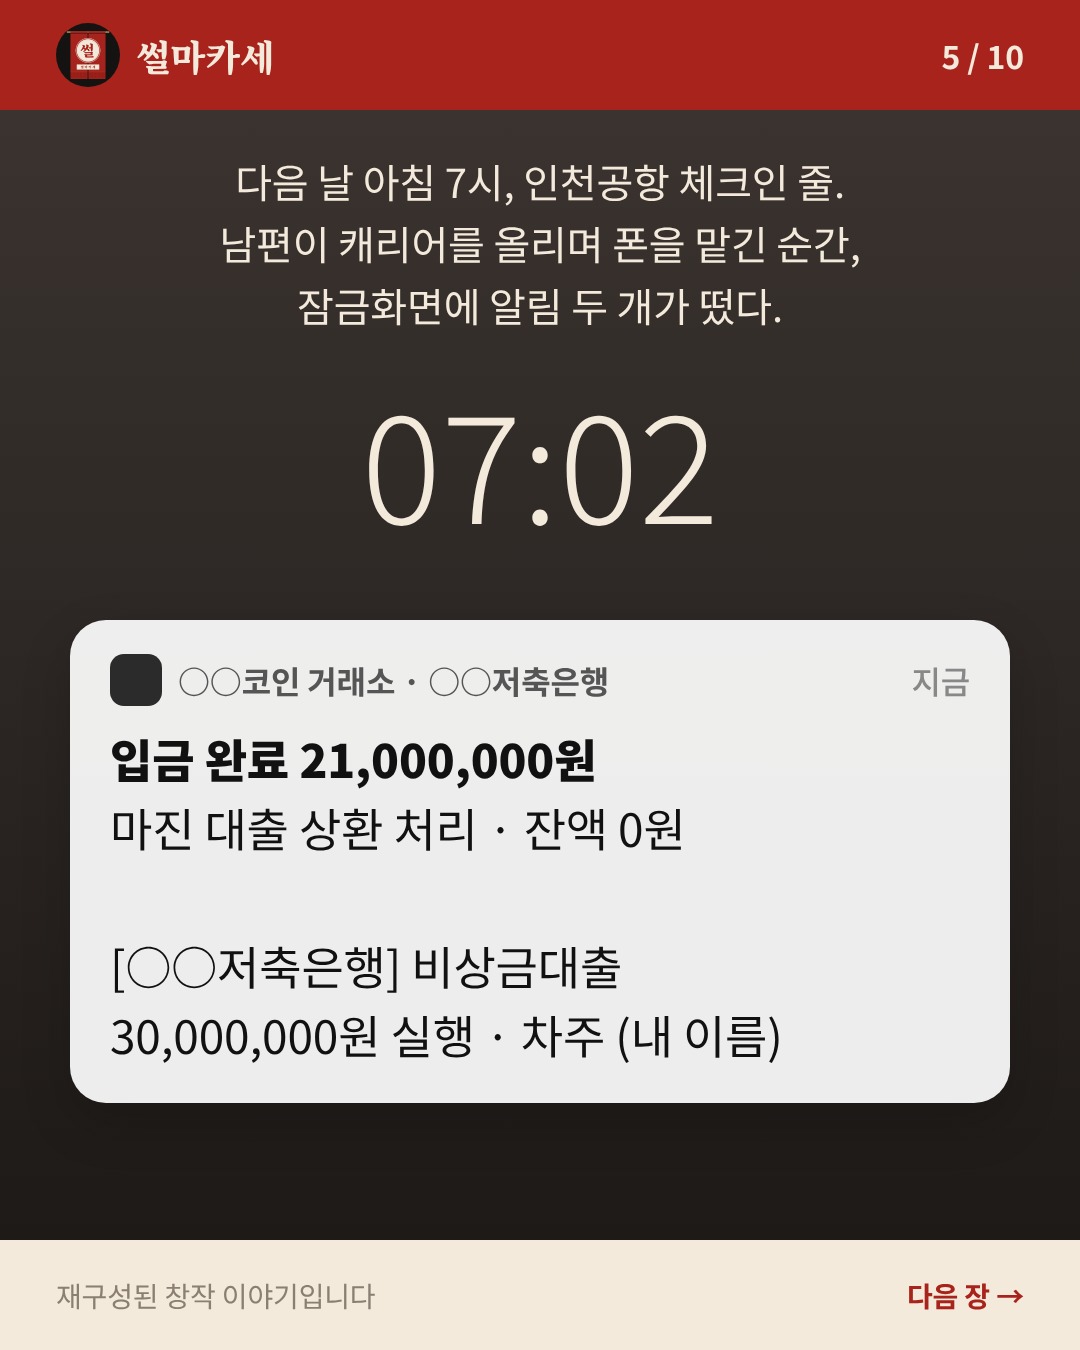 썰
썰마카세
5 / 10
다음 날 아침 7시, 인천공항 체크인 줄.
남편이 캐리어를 올리며 폰을 맡긴 순간,
잠금화면에 알림 두 개가 떴다.
07:02
○○코인 거래소 · ○○저축은행
지금
입금 완료 21,000,000원
마진 대출 상환 처리 · 잔액 0원
[○○저축은행] 비상금대출
30,000,000원 실행 · 차주 (내 이름)
재구성된 창작 이야기입니다
다음 장 →